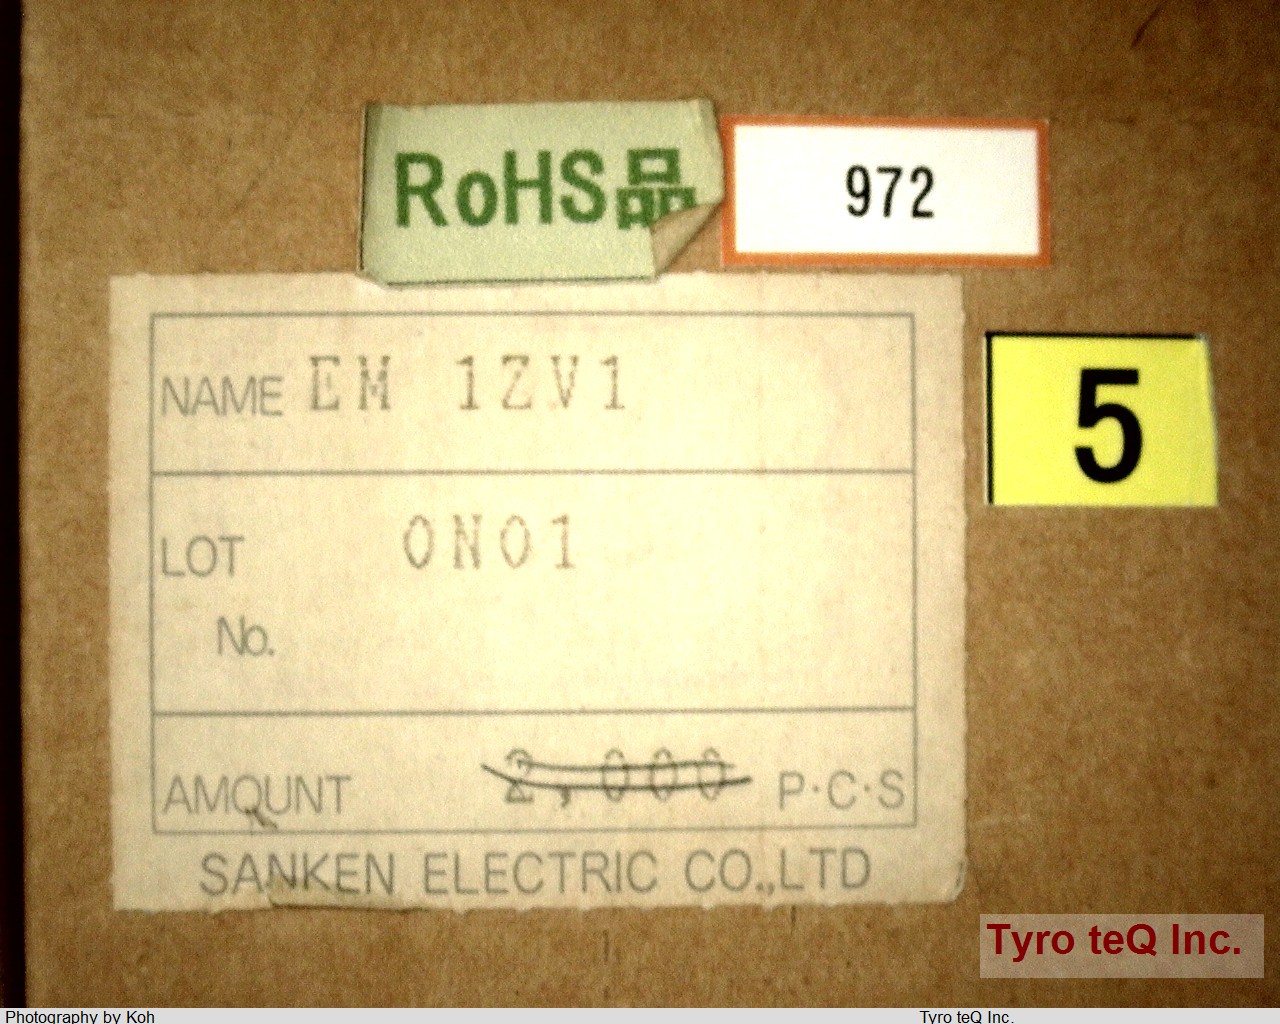 RoHS品
972
NAME EM 1ZV1
5
LOT 0N01
No.
AMOUNT 2,000 P·C·S
SANKEN ELECTRIC CO.,LTD
Tyro teQ Inc.
Photography by Koh
Tyro teQ Inc.